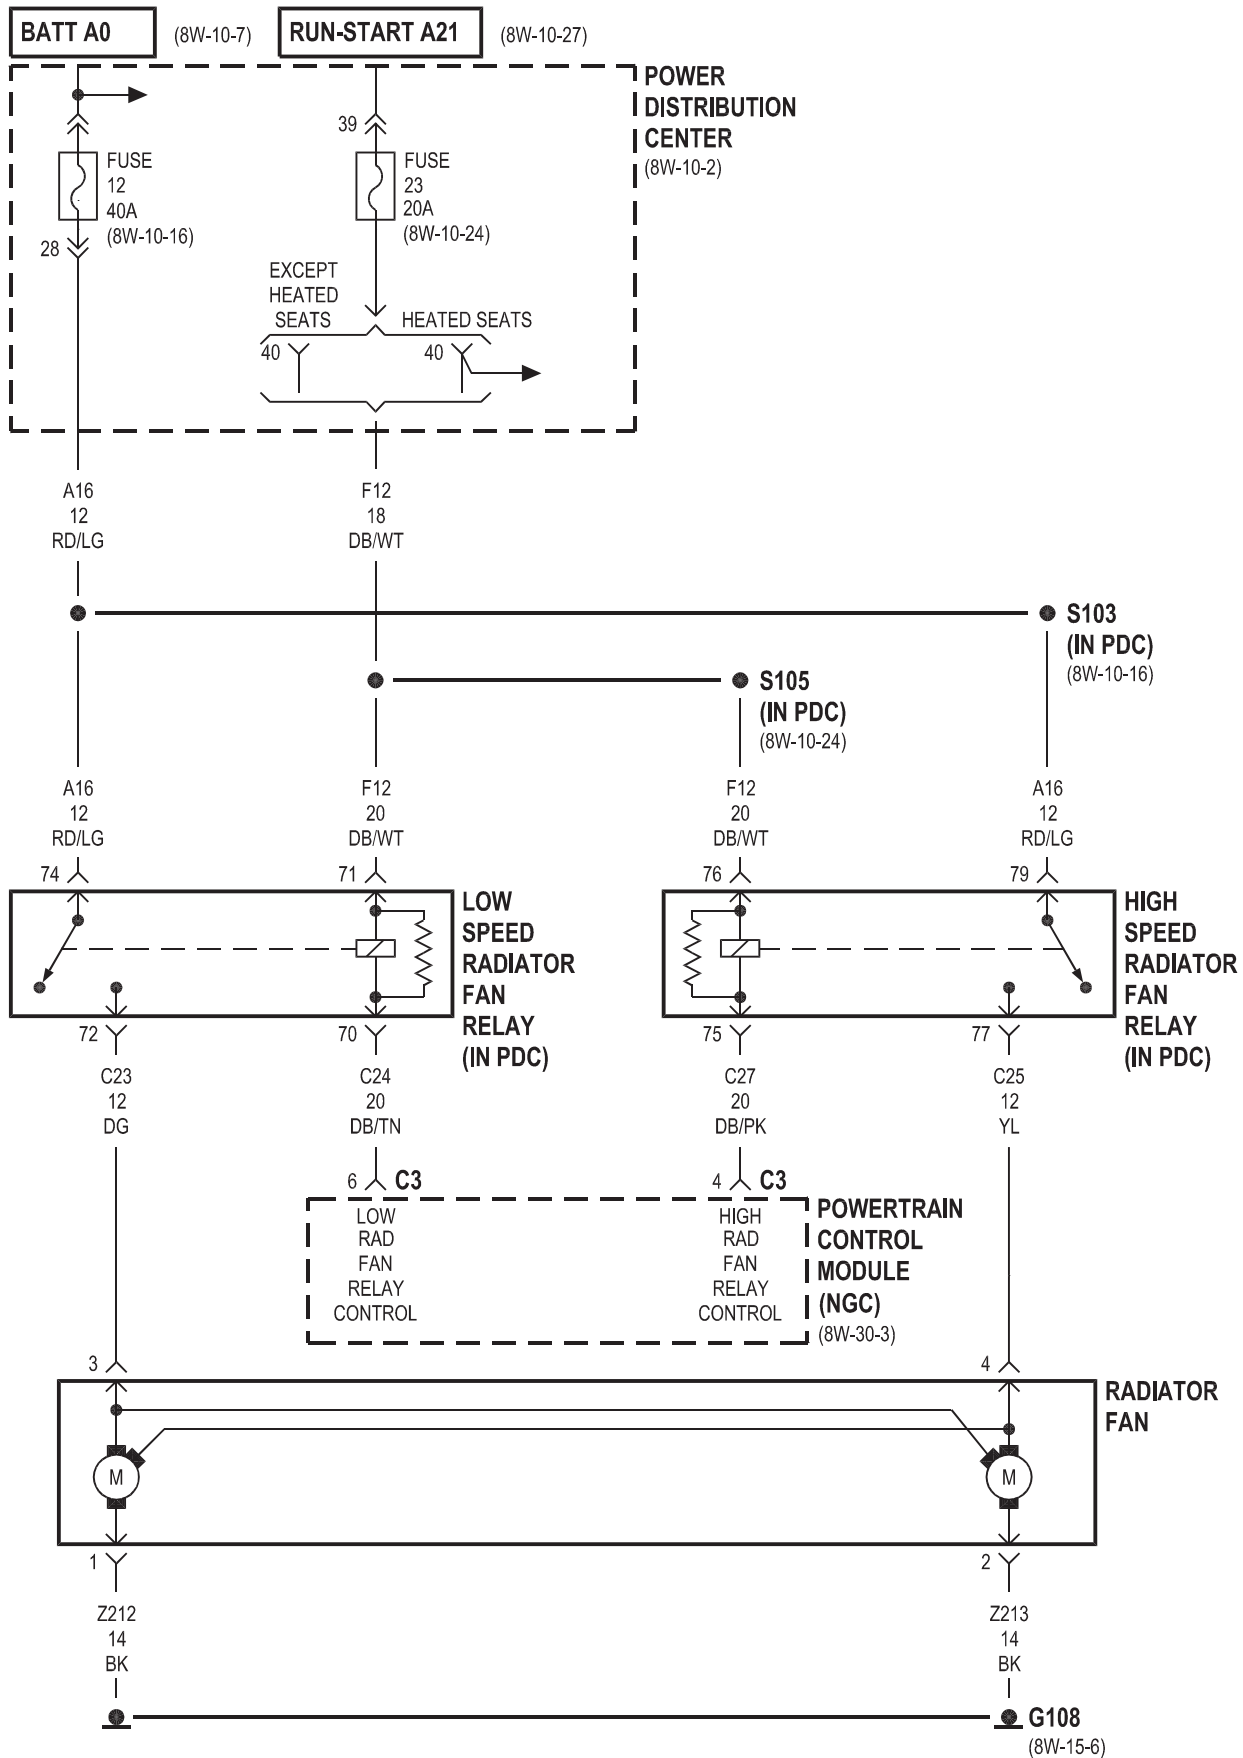 BATT A0 (8W-10-7) RUN-START A21 (8W-10-27)
POWER
DISTRIBUTION
CENTER
(8W-10-2)
39
FUSE
12
40A
(8W-10-16)
28
FUSE
23
20A
(8W-10-24)
EXCEPT
HEATED
SEATS
HEATED SEATS
40
40
A16
12
RD/LG
F12
18
DB/WT
S103
(IN PDC)
(8W-10-16)
S105
(IN PDC)
(8W-10-24)
A16
12
RD/LG
F12
20
DB/WT
F12
20
DB/WT
A16
12
RD/LG
74
71
76
79
LOW
SPEED
RADIATOR
FAN
RELAY
(IN PDC)
HIGH
SPEED
RADIATOR
FAN
RELAY
(IN PDC)
72
70
75
77
C23
12
DG
C24
20
DB/TN
C27
20
DB/PK
C25
12
YL
6 C3
4 C3
LOW
RAD
FAN
RELAY
CONTROL
HIGH
RAD
FAN
RELAY
CONTROL
POWERTRAIN
CONTROL
MODULE
(NGC)
(8W-30-3)
3
4
RADIATOR
FAN
M
M
1
2
Z212
14
BK
Z213
14
BK
G108
(8W-15-6)